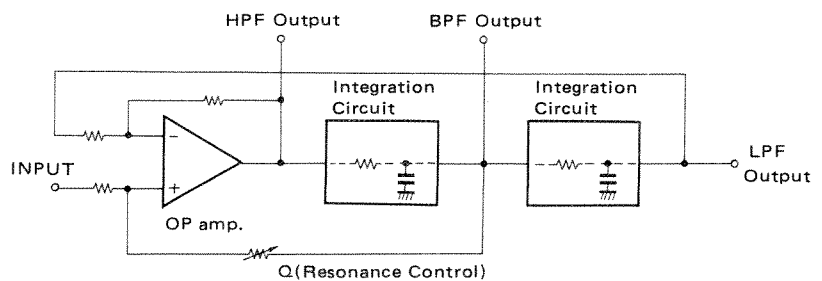 HPF Output
BPF Output
Integration
Circuit
Integration
Circuit
−
+
INPUT
OP amp.
LPF
Output
Q(Resonance Control)